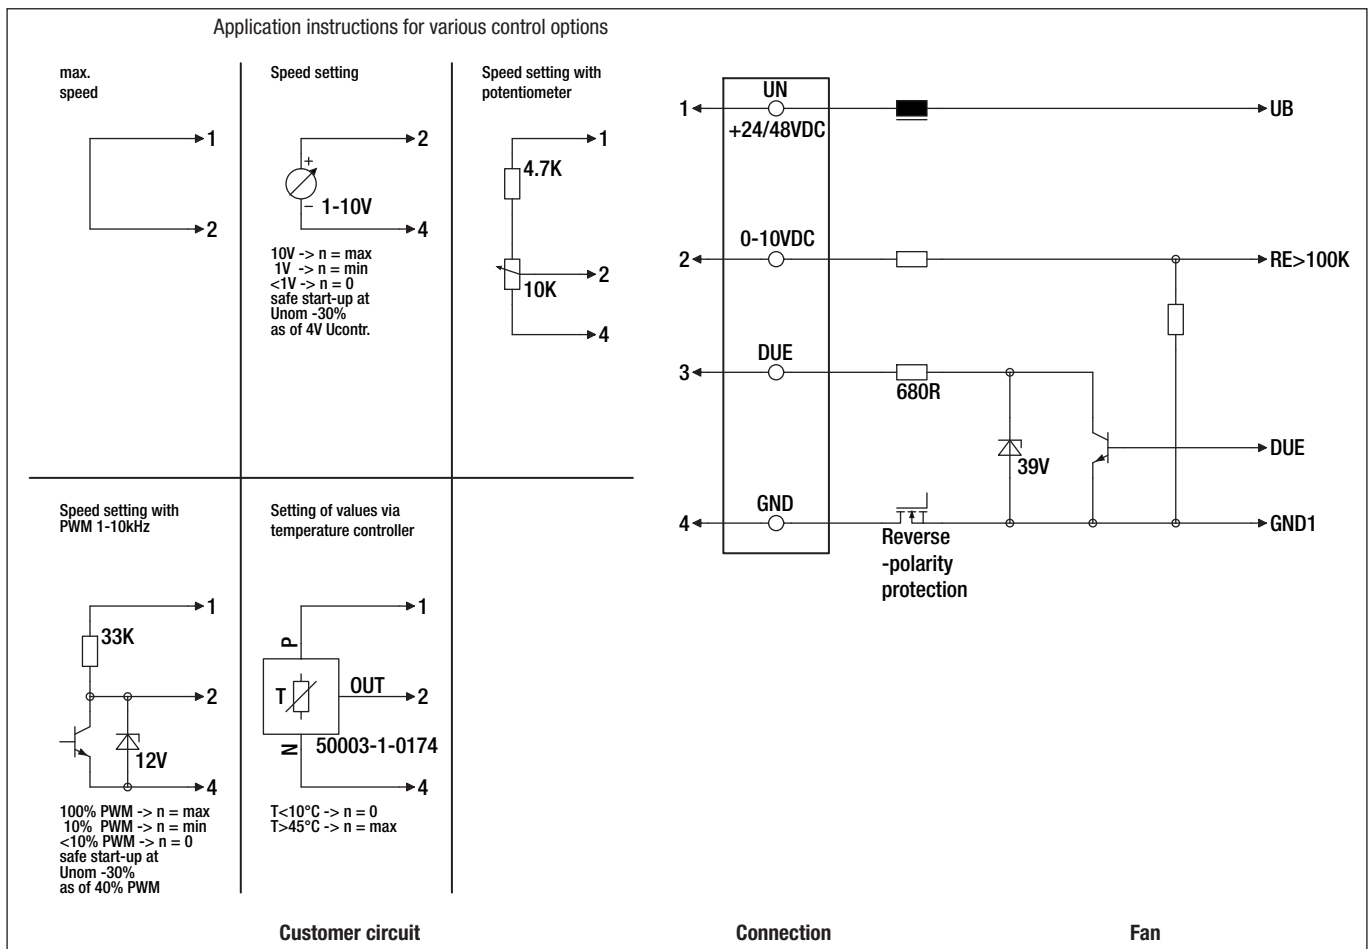 Application instructions for various control options
max.
speed
1
2
Speed setting
2
+
–
1-10V
4
10V -> n = max
1V -> n = min
<1V -> n = 0
safe start-up at
Unom -30%
as of 4V Ucontr.
Speed setting with
potentiometer
1
4.7K
2
10K
4
Speed setting with
PWM 1-10kHz
1
33K
2
12V
4
100% PWM -> n = max
10% PWM -> n = min
<10% PWM -> n = 0
safe start-up at
Unom -30%
as of 40% PWM
Setting of values via
temperature controller
1
P
T
OUT
2
N
50003-1-0174
4
T<10°C -> n = 0
T>45°C -> n = max
1
UN
+24/48VDC
UB
0-10VDC
2
RE>100K
DUE
3
680R
39V
DUE
GND
4
GND1
Reverse
-polarity
protection
Customer circuit
Connection
Fan